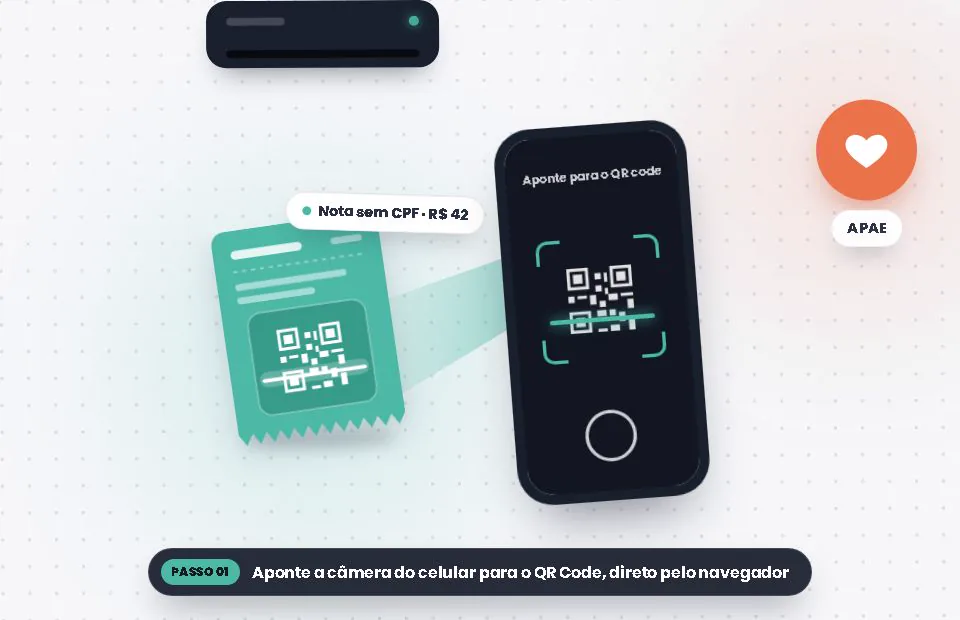 Aponte para o QR code
Nota sem CPF · R$ 42
APAE
PASSO 01
Aponte a câmera do celular para o QR Code, direto pelo navegador